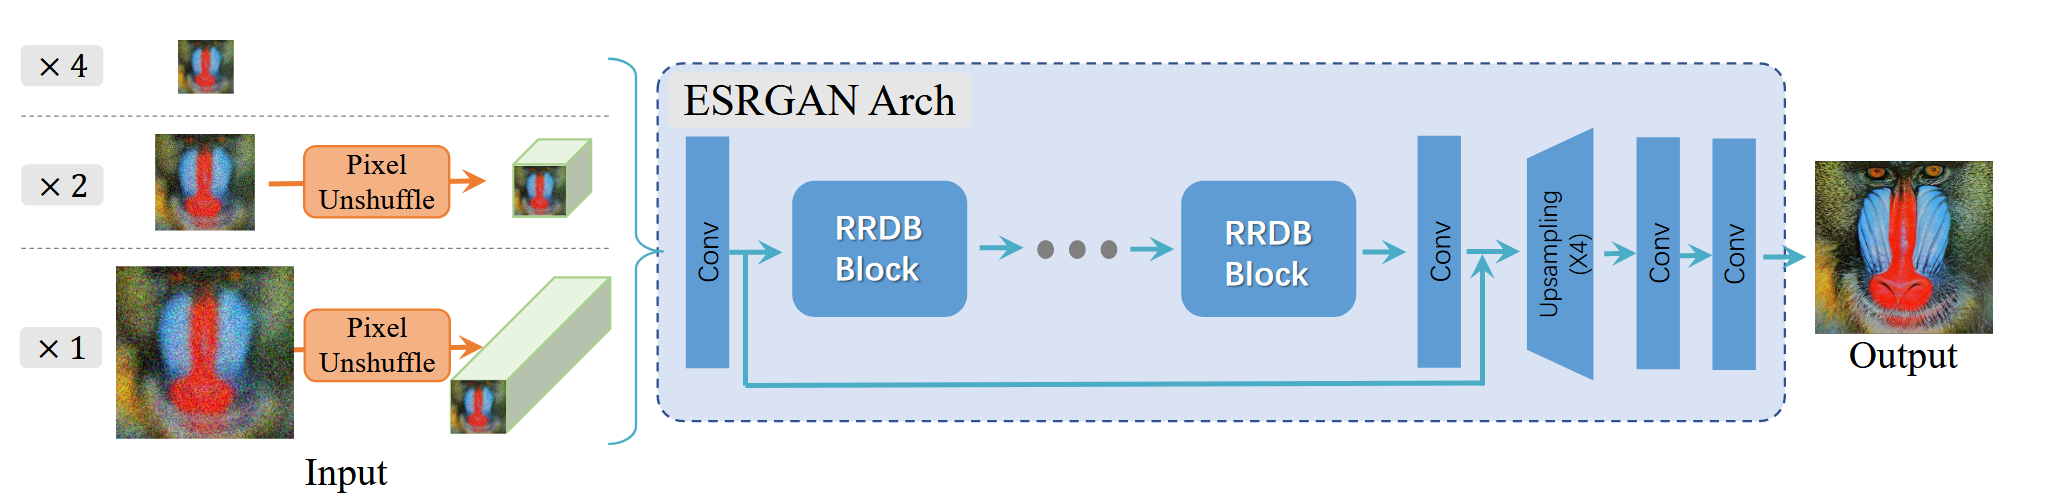 × 4
× 2
Pixel
Unshuffle
× 1
Pixel
Unshuffle
Input
ESRGAN Arch
Conv
RRDB
Block
RRDB
Block
Conv
Upsampling
(X4)
Conv
Conv
Output